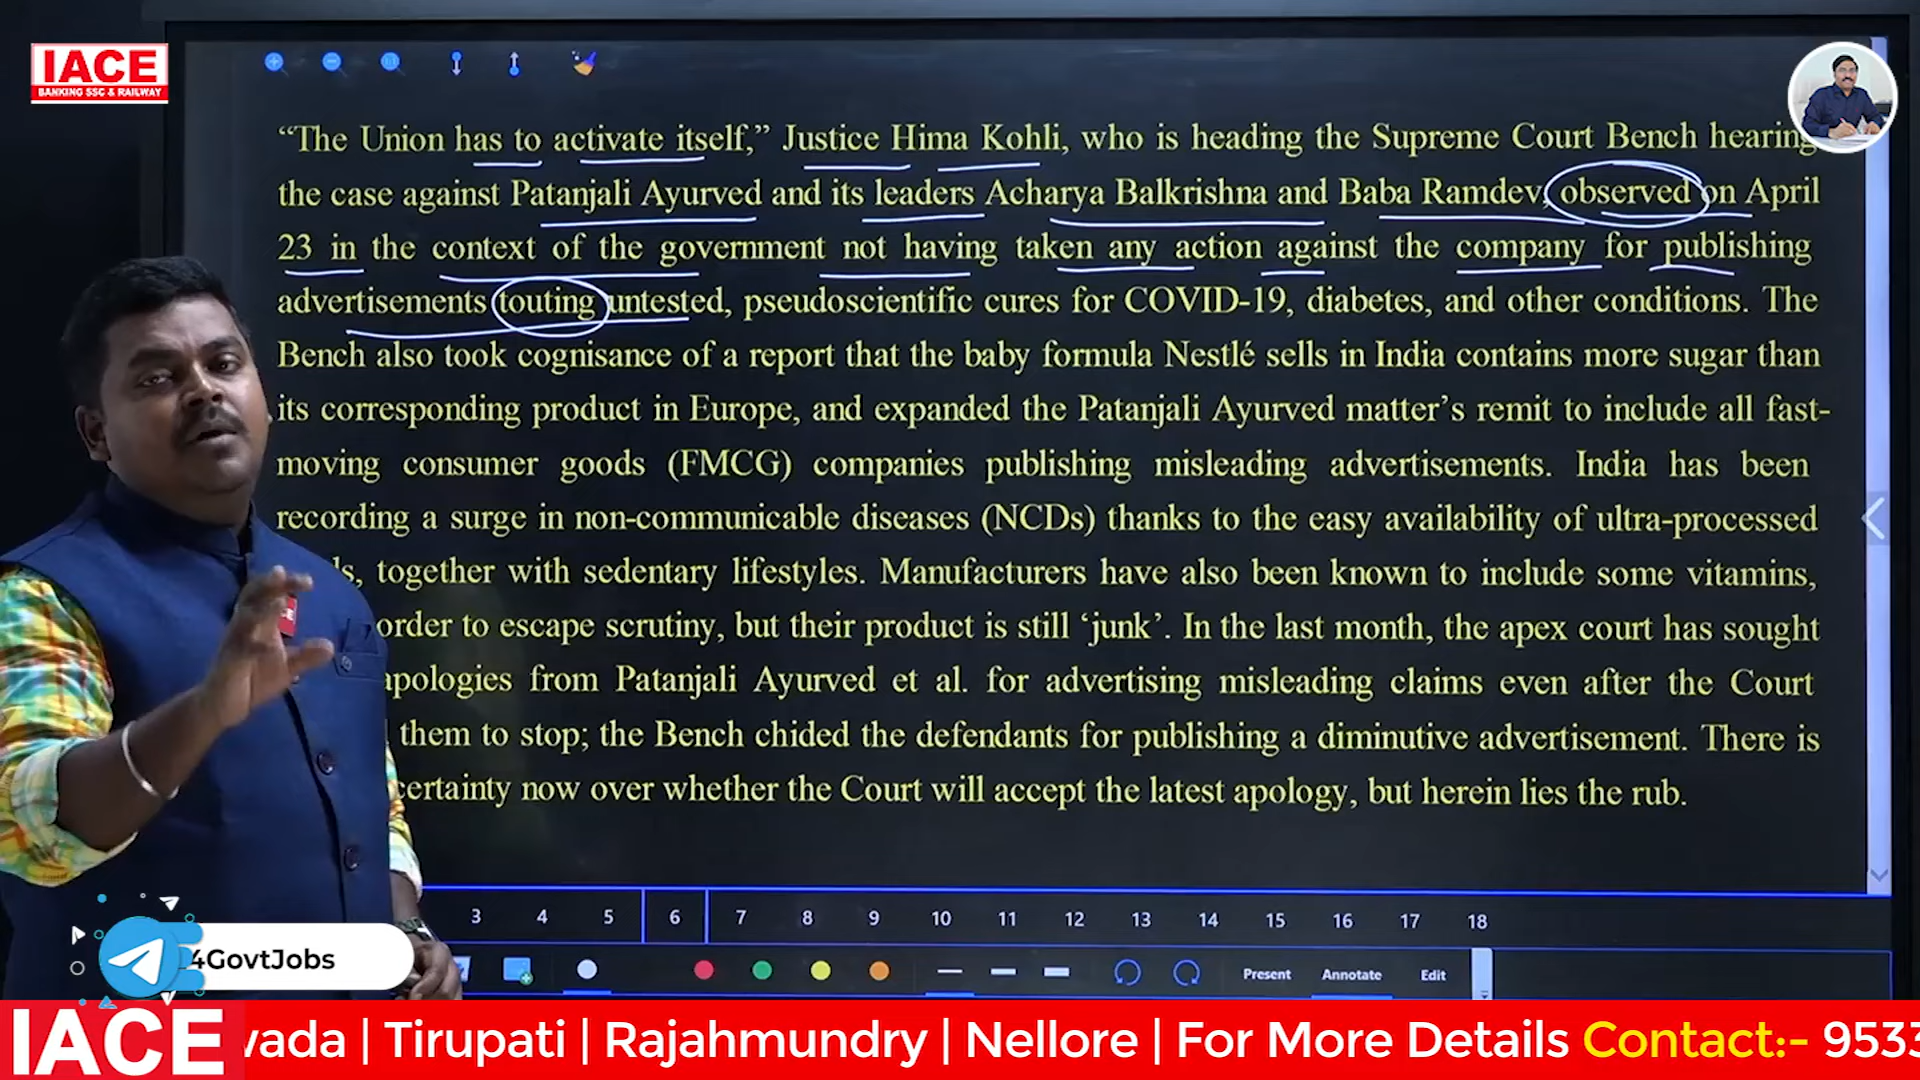 IACE
BANKING SSC & RAILWAY
“The Union has to activate itself,” Justice Hima Kohli, who is heading the Supreme Court Bench hearing
the case against Patanjali Ayurved and its leaders Acharya Balkrishna and Baba Ramdev, observed on April
23 in the context of the government not having taken any action against the company for publishing
advertisements touting untested, pseudoscientific cures for COVID-19, diabetes, and other conditions. The
Bench also took cognisance of a report that the baby formula Nestlé sells in India contains more sugar than
its corresponding product in Europe, and expanded the Patanjali Ayurved matter’s remit to include all fast-
moving consumer goods (FMCG) companies publishing misleading advertisements. India has been
recording a surge in non-communicable diseases (NCDs) thanks to the easy availability of ultra-processed
together with sedentary lifestyles. Manufacturers have also been known to include some vitamins,
order to escape scrutiny, but their product is still ‘junk’. In the last month, the apex court has sought
apologies from Patanjali Ayurved et al. for advertising misleading claims even after the Court
them to stop; the Bench chided the defendants for publishing a diminutive advertisement. There is
certainty now over whether the Court will accept the latest apology, but herein lies the rub.
3 4 5 6 7 8 9 10 11 12 13 14 15 16 17 18
Present Annotate Edit
4GovtJobs
IACE vada | Tirupati | Rajahmundry | Nellore | For More Details Contact:- 9533